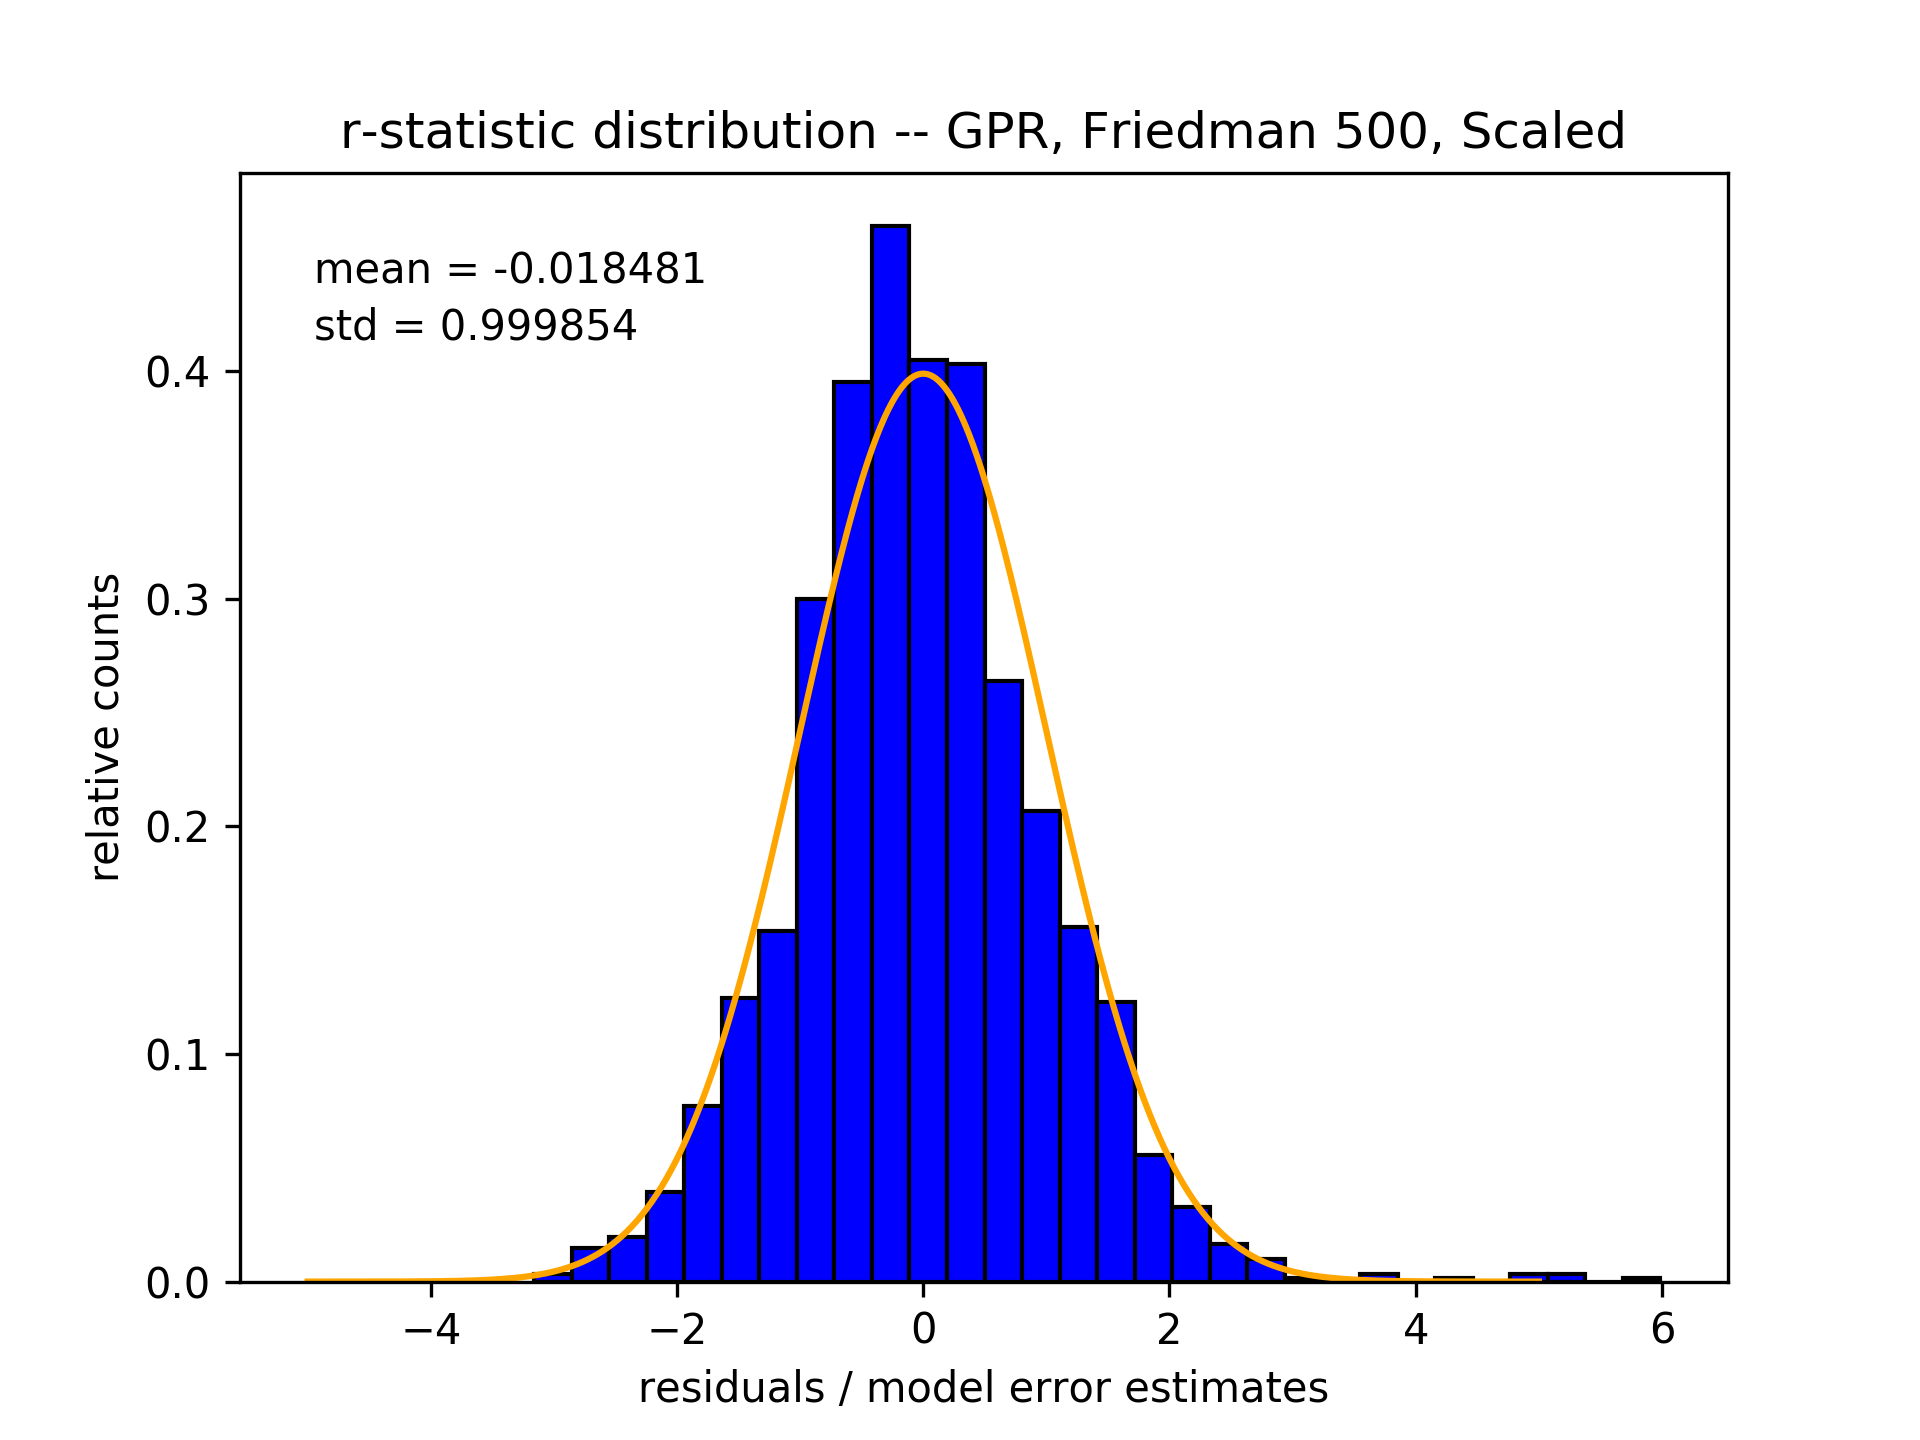 r-statistic distribution -- GPR, Friedman 500, Scaled
mean = -0.018481
std = 0.999854
relative counts
0.4
0.3
0.2
0.1
0.0
−4 −2 0 2 4 6
residuals / model error estimates